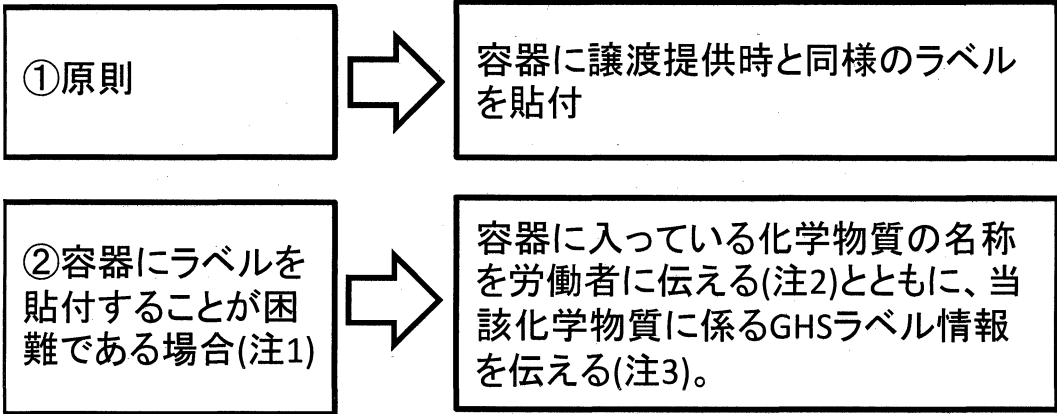 ①原則
容器に譲渡提供時と同様のラベル
を貼付
②容器にラベルを
貼付することが困
難である場合(注1)
容器に入っている化学物質の名称
を労働者に伝える(注2)とともに、当
該化学物質に係るGHSラベル情報
を伝える(注3)。